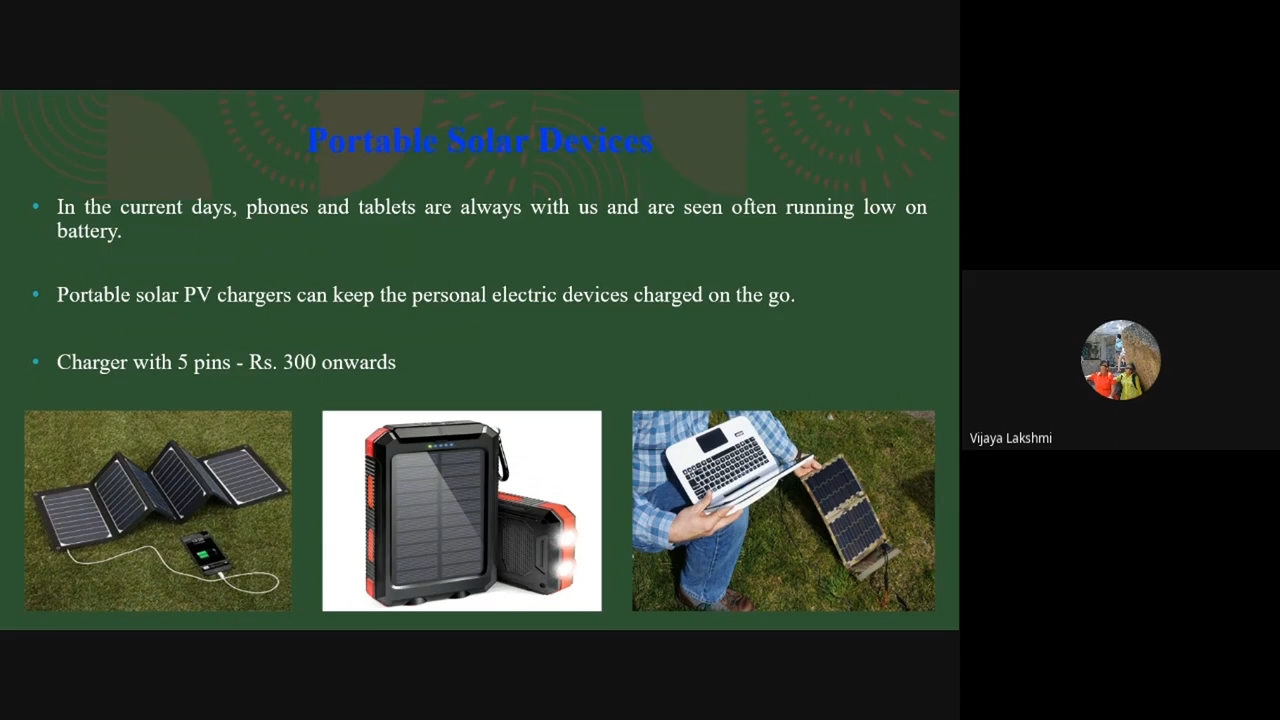 Portable Solar Devices
In the current days, phones and tablets are always with us and are seen often running low on
battery.
Portable solar PV chargers can keep the personal electric devices charged on the go.
Charger with 5 pins - Rs. 300 onwards
Vijaya Lakshmi